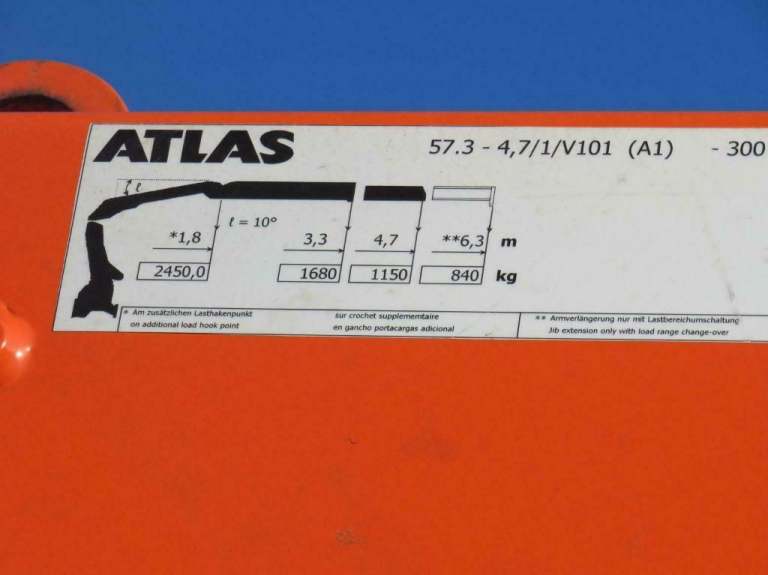 ATLAS 57.3 - 4,7/1/V101 (A1) - 300
ℓ
ℓ = 10°
*1,8 3,3 4,7 **6,3 m
2450,0 1680 1150 840 kg
* Am zusätzlichen Lasthakenpunkt sur crochet supplementaire ** Armverlängerung nur mit Lastbereichumschaltung
on additional load hook point en gancho portacargas adicional Jib extension only with load range change-over